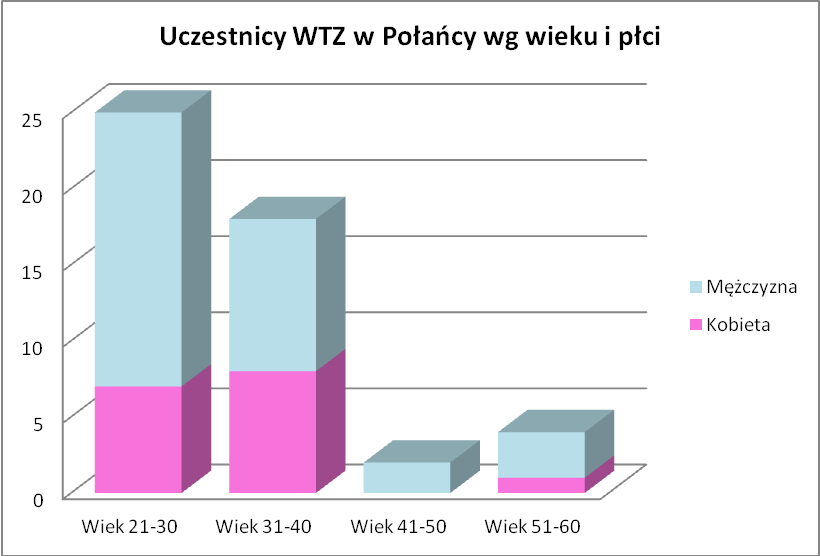 Uczestnicy WTZ w Połańcy wg wieku i płci
25
20
15
10
5
0
Wiek 21-30 Wiek 31-40 Wiek 41-50 Wiek 51-60
Mężczyzna
Kobieta